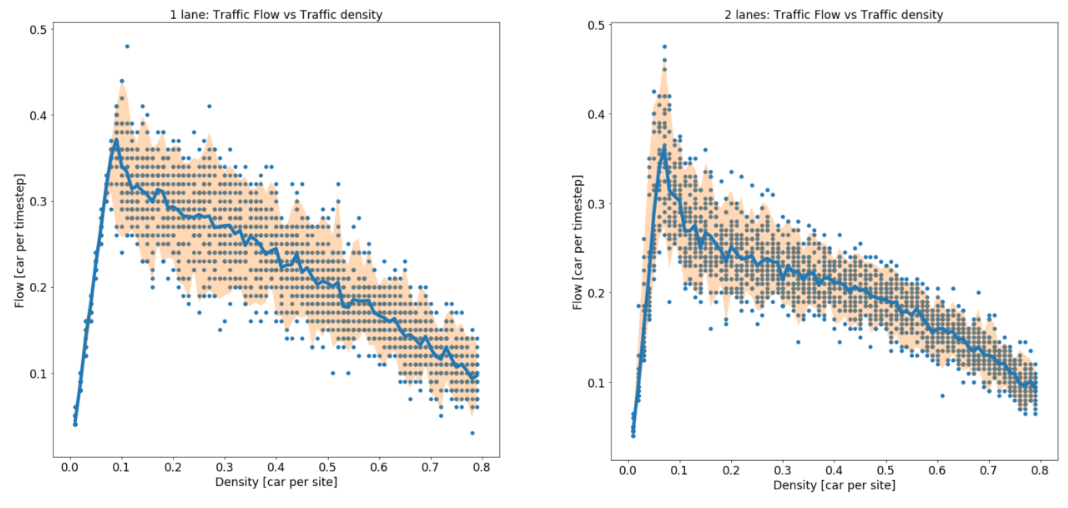 1 lane: Traffic Flow vs Traffic density
0.5
0.4
0.3
0.2
0.1
Flow [car per timestep]
0.0 0.1 0.2 0.3 0.4 0.5 0.6 0.7 0.8
Density [car per site]
2 lanes: Traffic Flow vs Traffic density
0.5
0.4
0.3
0.2
0.1
Flow [car per timestep]
0.0 0.1 0.2 0.3 0.4 0.5 0.6 0.7 0.8
Density [car per site]